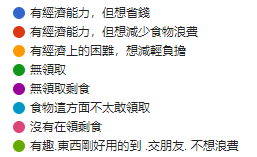 有經濟能力，但想省錢
有經濟能力，但想減少食物浪費
有經濟上的困難，想減輕負擔
無領取
無領取剩食
食物這方面不太敢領取
沒有在領剩食
有趣.東西剛好用的到 .交朋友. 不想浪費